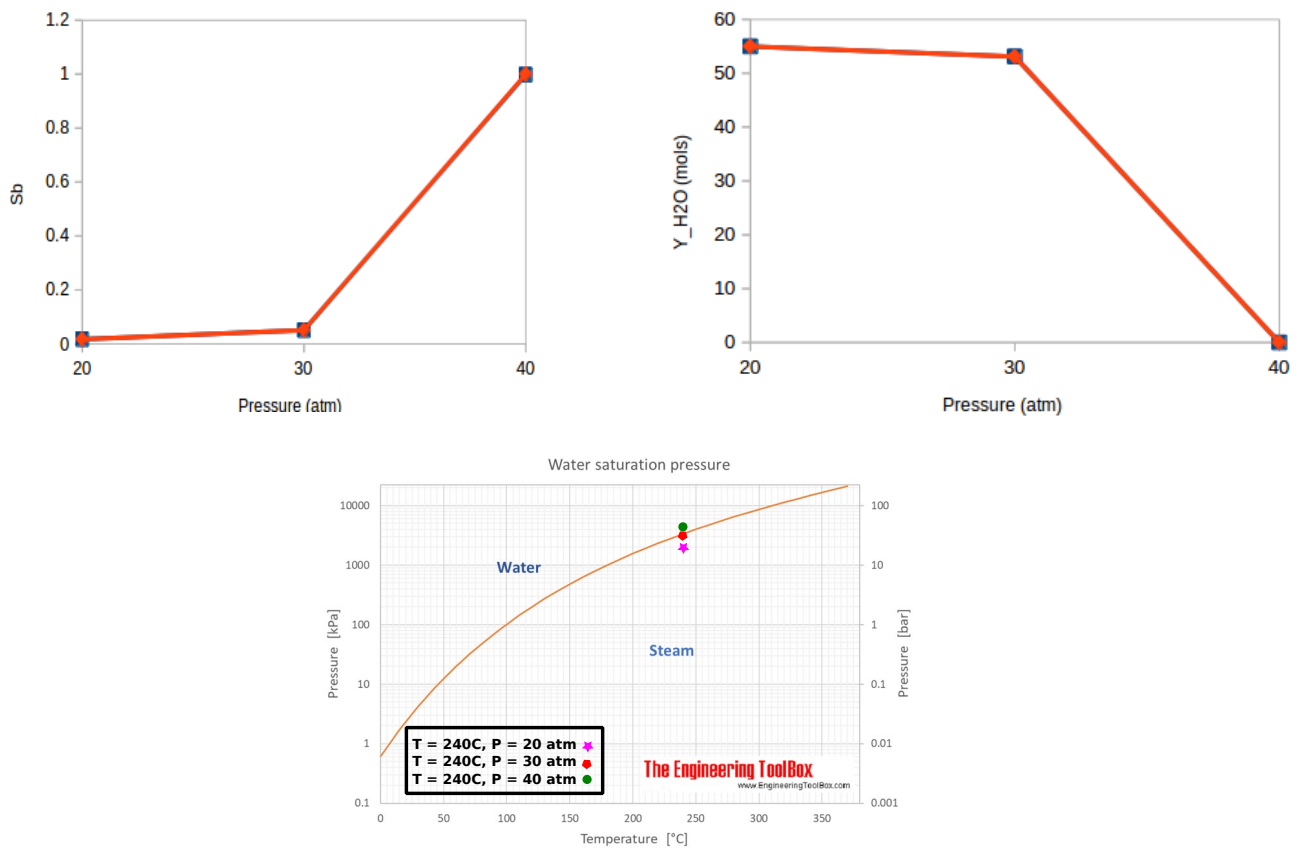 1.2
1
0.8
0.6
0.4
0.2
0
Sb
20
30
40
Pressure (atm)
60
50
40
30
20
10
0
Y_H2O (mols)
20
30
40
Pressure (atm)
Water saturation pressure
10000
1000
100
10
1
0.1
Pressure [kPa]
100
10
1
0.1
0.01
0.001
Pressure [bar]
Water
Steam
T = 240C, P = 20 atm
T = 240C, P = 30 atm
T = 240C, P = 40 atm
The Engineering ToolBox
www.EngineeringToolBox.com
0
50
100
150
200
250
300
350
Temperature [°C]